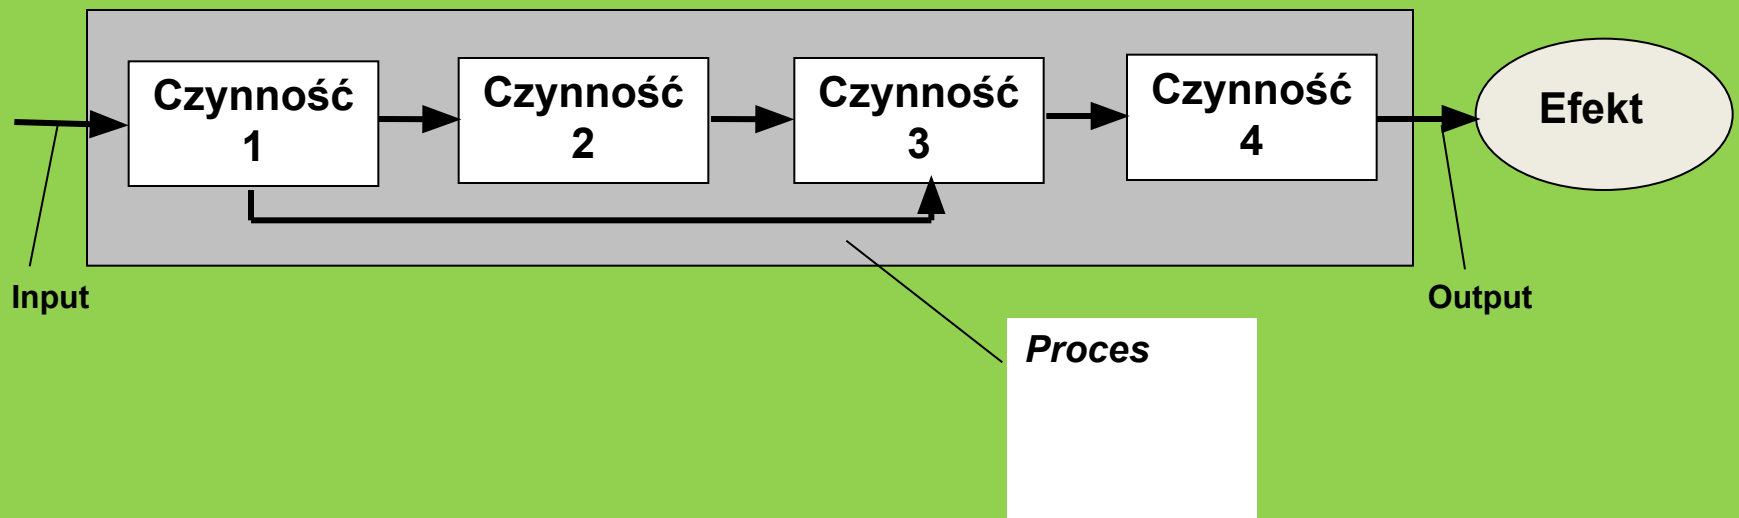 Czynność
1
Czynność
2
Czynność
3
Czynność
4
Efekt
Input
Output
Proces